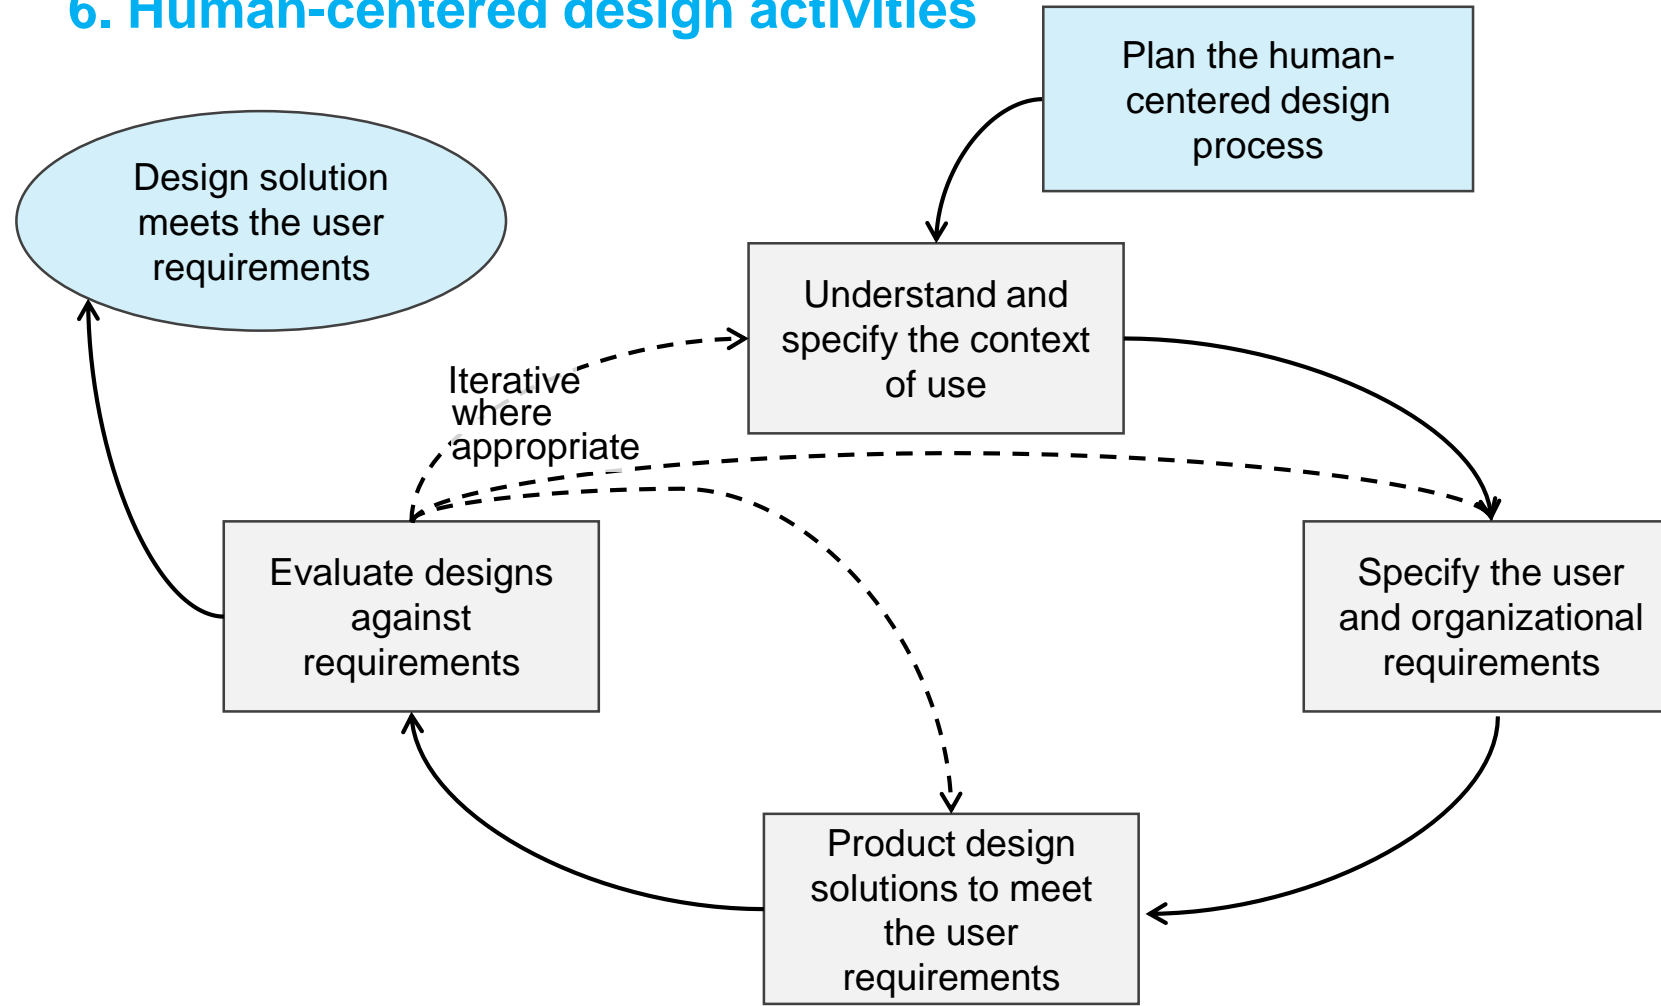 6. Human-centered design activities
Plan the human-
centered design
process
Design solution
meets the user
requirements
Understand and
specify the context
of use
Iterative
where
appropriate
Evaluate designs
against
requirements
Specify the user
and organizational
requirements
Product design
solutions to meet
the user
requirements